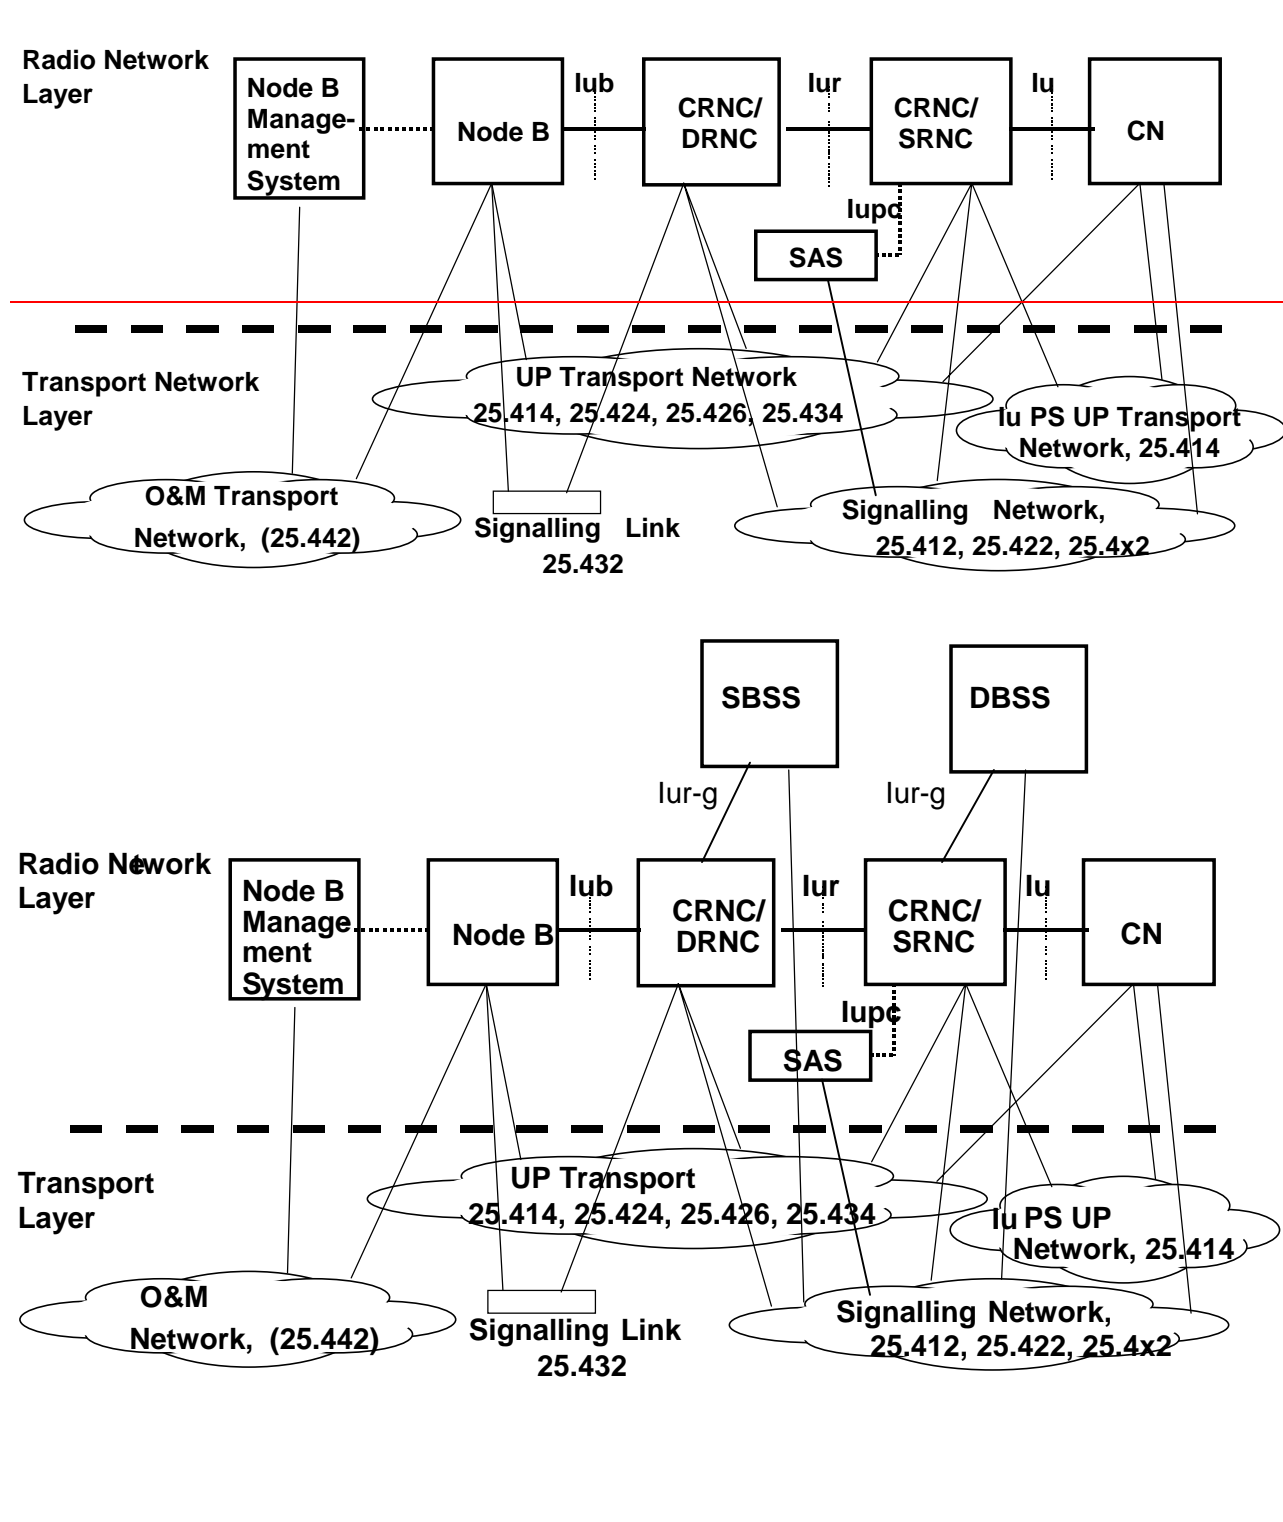 Radio Network
Layer
Node B
Manage-
ment
System
Node B
Iub
CRNC/
DRNC
Iur
CRNC/
SRNC
Iu
CN
Iupc
SAS
Transport Network
Layer
UP Transport Network
25.414, 25.424, 25.426, 25.434
Iu PS UP Transport
Network, 25.414
O&M Transport
Network, (25.442)
Signalling Link
25.432
Signalling Network,
25.412, 25.422, 25.4x2
SBSS
DBSS
Iur-g
Iur-g
Radio Network
Layer
Node B
Manage
ment
System
Node B
Iub
CRNC/
DRNC
Iur
CRNC/
SRNC
Iu
CN
Iupc
SAS
Transport
Layer
UP Transport
25.414, 25.424, 25.426, 25.434
Iu PS UP
Network, 25.414
O&M
Network, (25.442)
Signalling Link
25.432
Signalling Network,
25.412, 25.422, 25.4x2